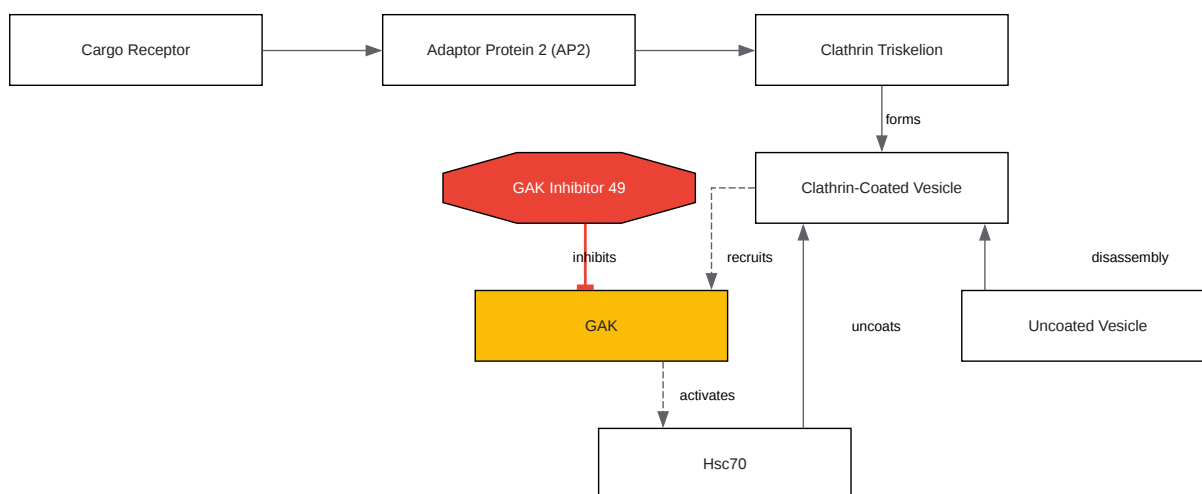 Cargo Receptor
Adaptor Protein 2 (AP2)
Clathrin Triskelion
forms
GAK Inhibitor 49
Clathrin-Coated Vesicle
inhibits
recruits
disassembly
GAK
uncoats
Uncoated Vesicle
activates
Hsc70